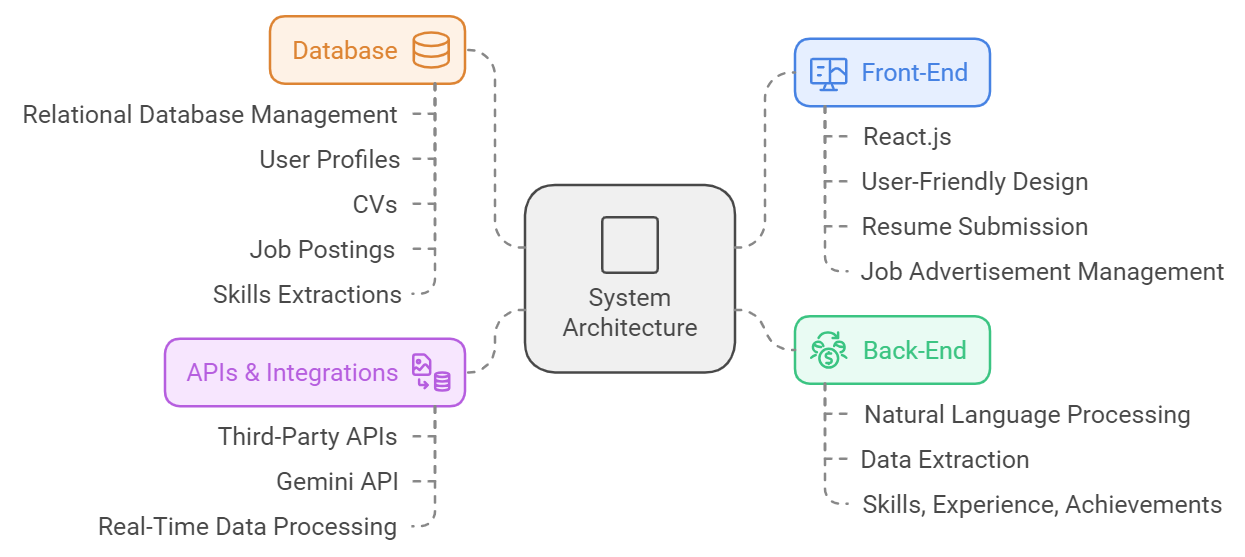 Database
Relational Database Management
User Profiles
CVs
Job Postings
Skills Extractions
APIs & Integrations
Third-Party APIs
Gemini API
Real-Time Data Processing
System
Architecture
Front-End
React.js
User-Friendly Design
Resume Submission
Job Advertisement Management
$
Back-End
Natural Language Processing
Data Extraction
Skills, Experience, Achievements